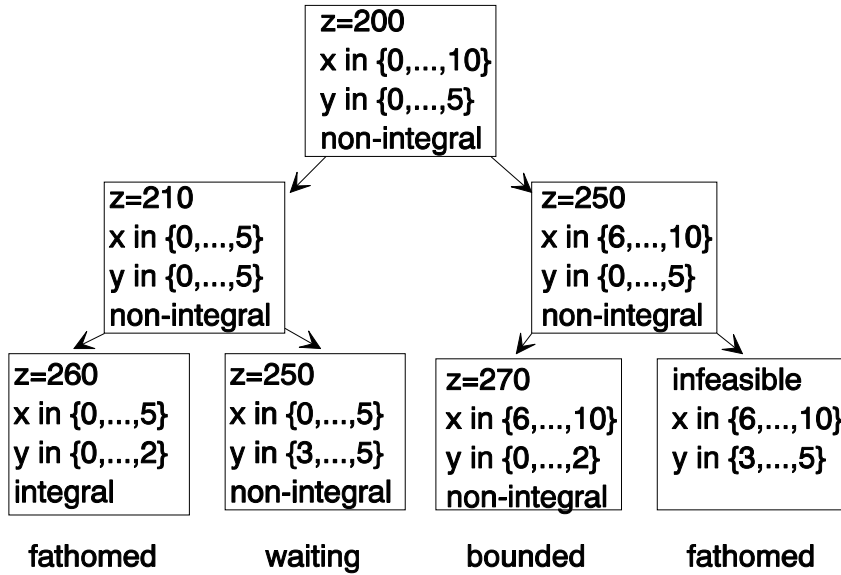 z=200
x in {0,...,10}
y in {0,...,5}
non-integral
z=210
x in {0,...,5}
y in {0,...,5}
non-integral
z=250
x in {6,...,10}
y in {0,...,5}
non-integral
z=260
x in {0,...,5}
y in {0,...,2}
integral
z=250
x in {0,...,5}
y in {3,...,5}
non-integral
z=270
x in {6,...,10}
y in {0,...,2}
non-integral
infeasible
x in {6,...,10}
y in {3,...,5}
fathomed
waiting
bounded
fathomed